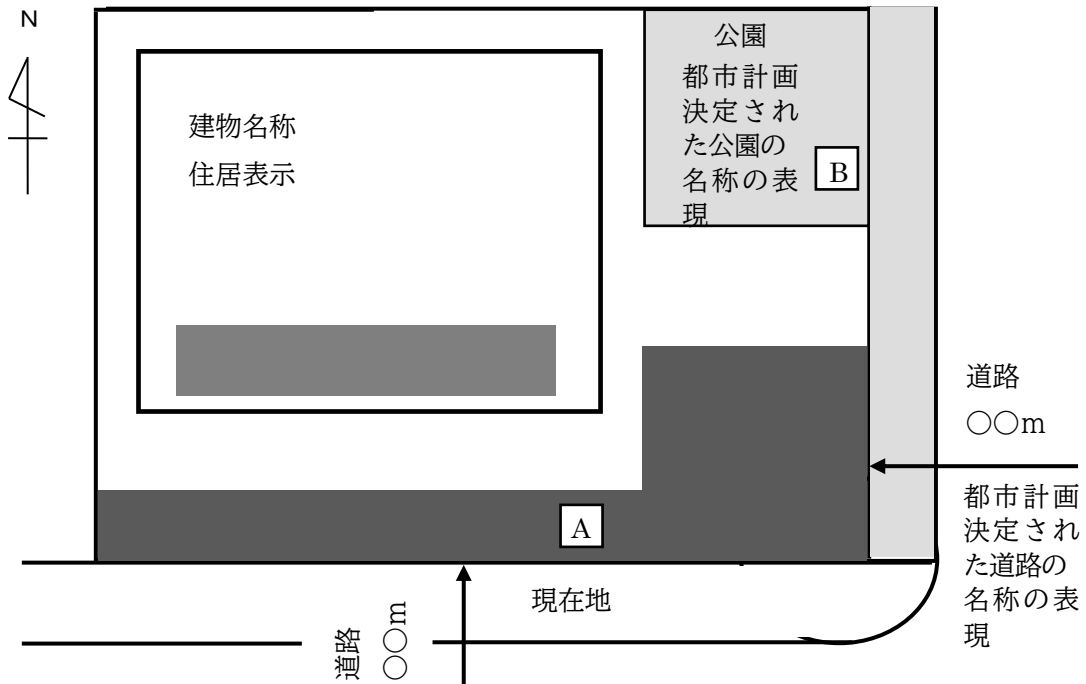 N
公園
都市計画
決定され
た公園の
名称の表
現
B
建物名称
住居表示
道路
○○m
都市計画
決定され
た道路の
名称の表
現
A
現在地
道路
○○m